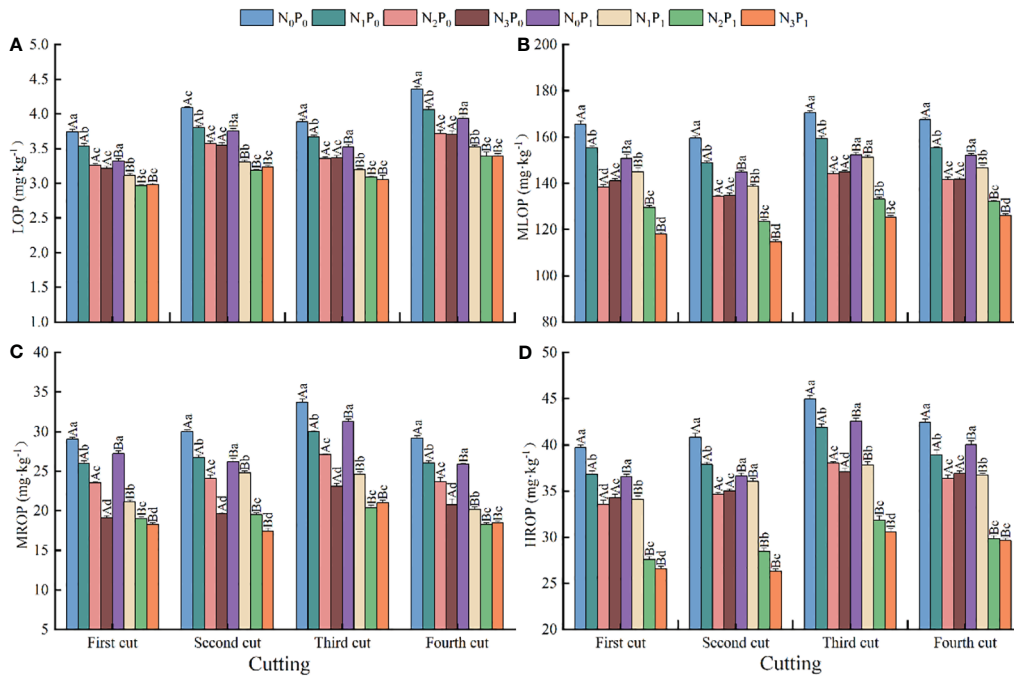 N₀P₀ N₁P₀ N₂P₀ N₃P₀ N₀P₁ N₁P₁ N₂P₁ N₃P₁
A
LOP (mg·kg⁻¹)
5.0
4.5
4.0
3.5
3.0
2.5
2.0
1.5
1.0
Aa Ab Ac Ac Ba Bb Bc Bc
Ac Ab Ac Ac Ba Bb Bc Bc
Aa Ab Ac Ac Ba Bb Bc Bc
Aa Ab Ac Ac Ba Bb Bc Bc
B
MLOP (mg·kg⁻¹)
200
180
160
140
120
100
80
Aa Ab Ad Ac Ba Bb Bc Bd
Aa Ab Ac Ac Ba Bb Bc Bd
Aa Ab Ac Ac Ba Ba Bb Bc
Aa Ab Ac Ac Ba Bb Bc Bd
C
MROP (mg·kg⁻¹)
40
35
30
25
20
15
10
5
Aa Ab Ac Ad Ba Bb Bc Bd
Aa Ab Ac Ad Ba Bb Bc Bd
Aa Ab Ac Ad Ba Bb Bc Bc
Aa Ab Ac Ad Ba Bb Bc Bc
First cut Second cut Third cut Fourth cut
Cutting
D
HROP (mg·kg⁻¹)
50
45
40
35
30
25
20
Aa Ab Ad Ac Ba Bb Bc Bd
Aa Ab Ac Ac Ba Ba Bb Bc
Aa Ab Ac Ad Ba Bb Bc Bd
Aa Ab Ac Ac Ba Bb Bc Bc
First cut Second cut Third cut Fourth cut
Cutting